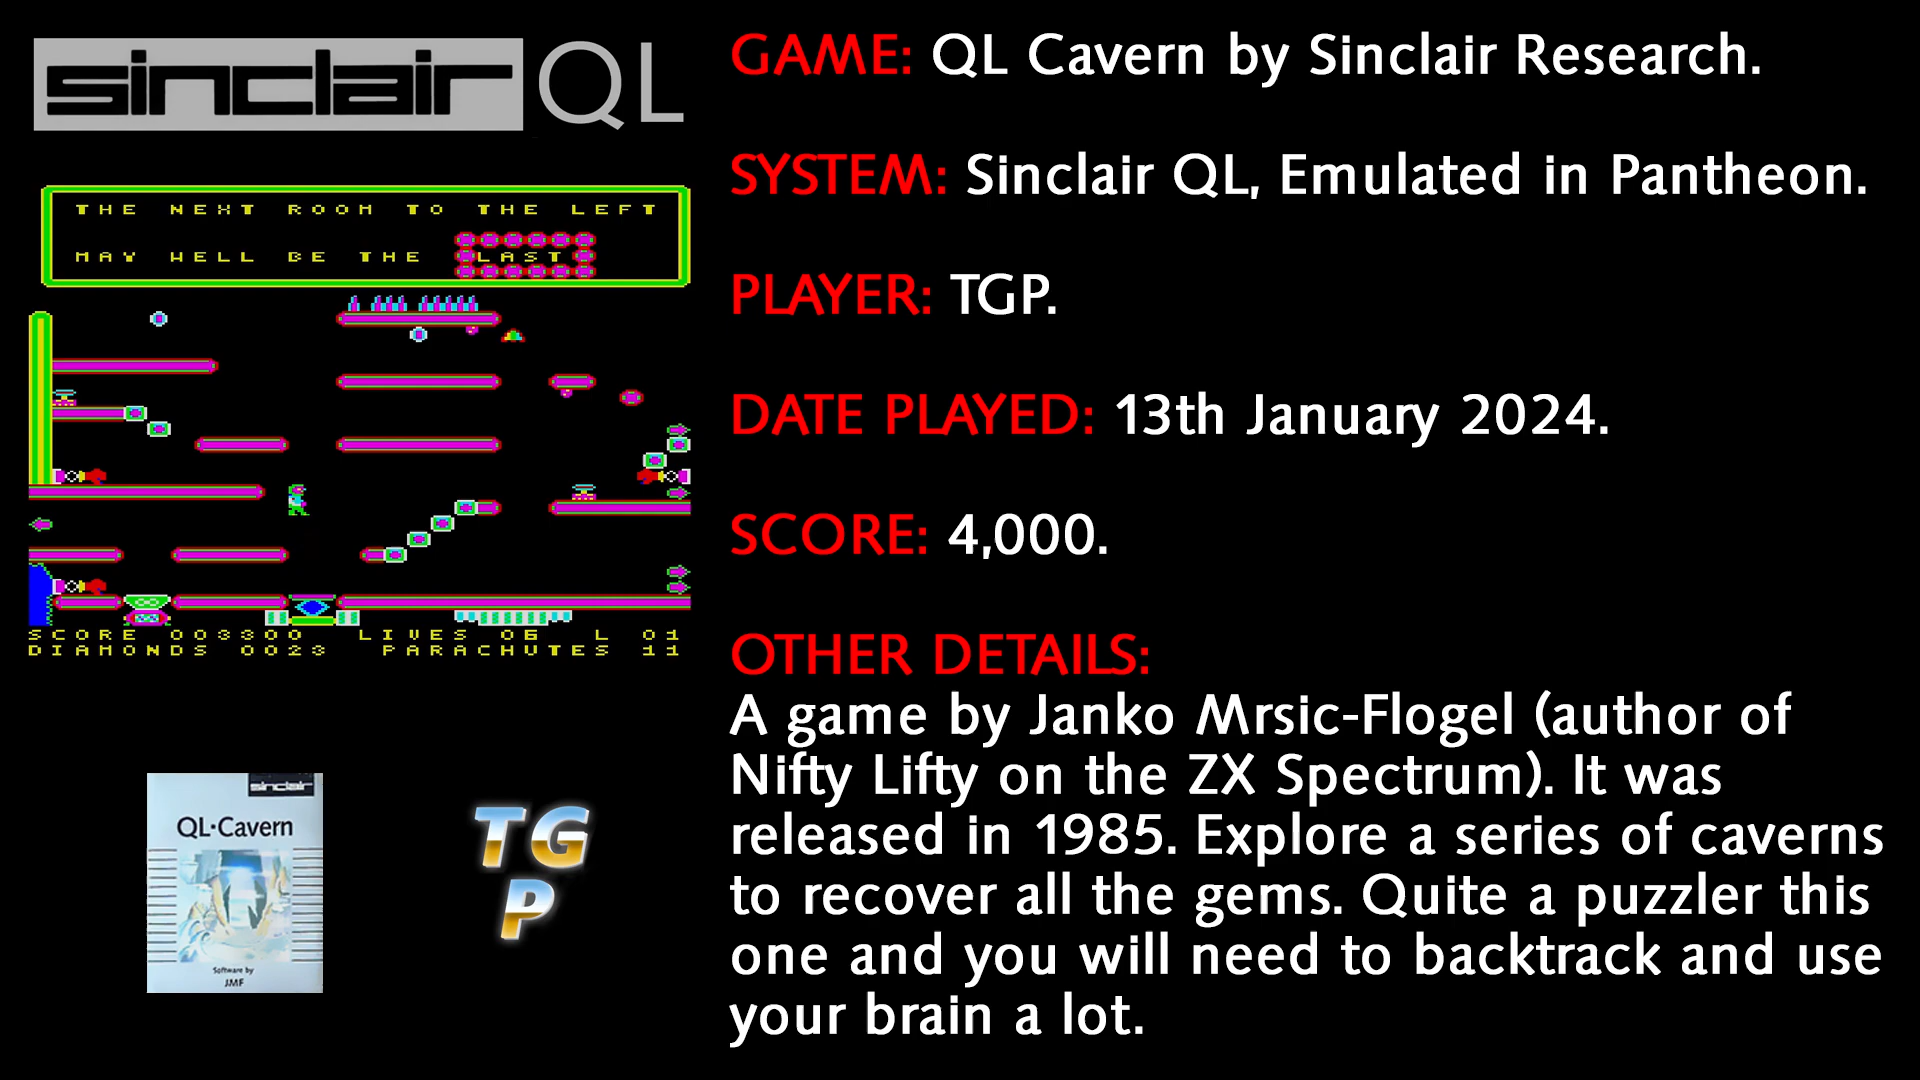 sinclair QL
THE NEXT ROOM TO THE LEFT
MAY WELL BE THE LAST
SCORE 003300 LIVES 06 L 01
DIAMONDS 0023 PARACHUTES 11
sinclair
QL·Cavern
Software by
JMF
TG
P
GAME: QL Cavern by Sinclair Research.
SYSTEM: Sinclair QL, Emulated in Pantheon.
PLAYER: TGP.
DATE PLAYED: 13th January 2024.
SCORE: 4,000.
OTHER DETAILS:
A game by Janko Mrsic-Flogel (author of
Nifty Lifty on the ZX Spectrum). It was
released in 1985. Explore a series of caverns
to recover all the gems. Quite a puzzler this
one and you will need to backtrack and use
your brain a lot.